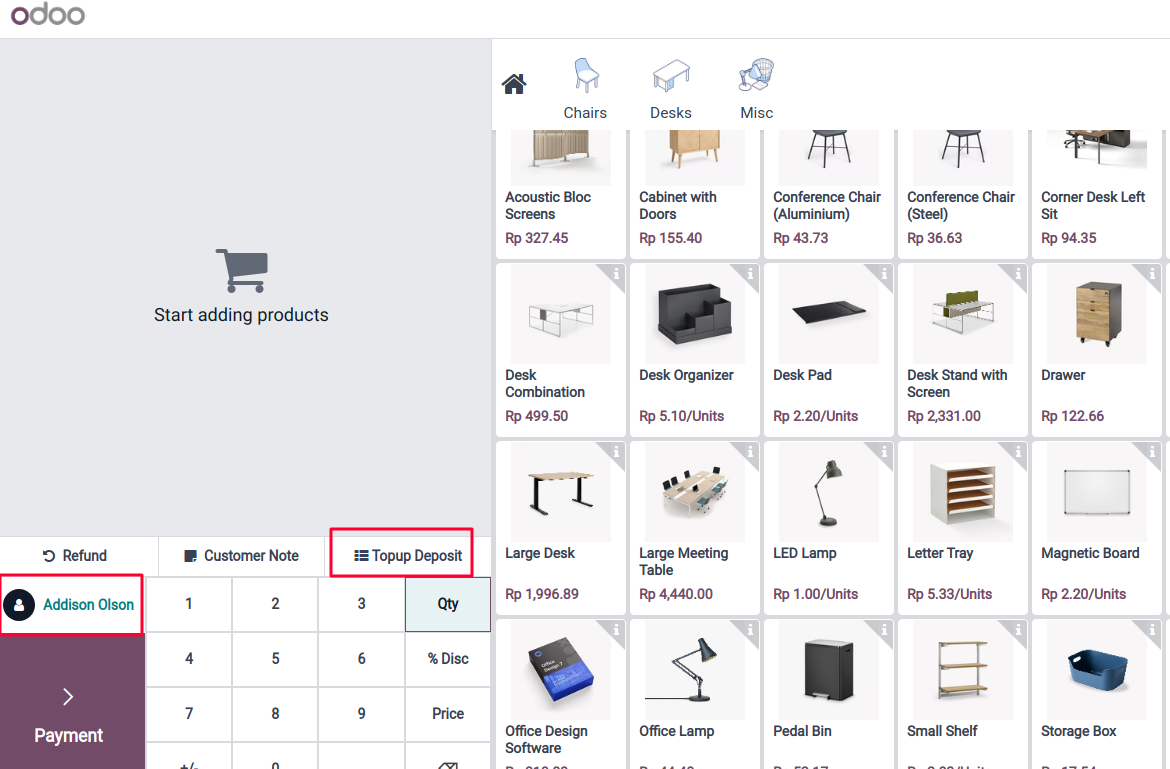 odoo
Chairs
Desks
Misc
Acoustic Bloc
Screens
Rp 327.45
Cabinet with
Doors
Rp 155.40
Conference Chair
(Aluminium)
Rp 43.73
Conference Chair
(Steel)
Rp 36.63
Corner Desk Left
Sit
Rp 94.35
Start adding products
Desk
Combination
Rp 499.50
Desk Organizer
Rp 5.10/Units
Desk Pad
Rp 2.20/Units
Desk Stand with
Screen
Rp 2,331.00
Drawer
Rp 122.66
Large Desk
Rp 1,996.89
Large Meeting
Table
Rp 4,440.00
LED Lamp
Rp 1.00/Units
Letter Tray
Rp 5.33/Units
Magnetic Board
Rp 2.20/Units
Office
Design 7
Office Design
Software
Office Lamp
Pedal Bin
Small Shelf
Storage Box
Refund
Customer Note
Topup Deposit
Addison Olson
1
2
3
Qty
4
5
6
% Disc
7
8
9
Price
+/-
0
Payment